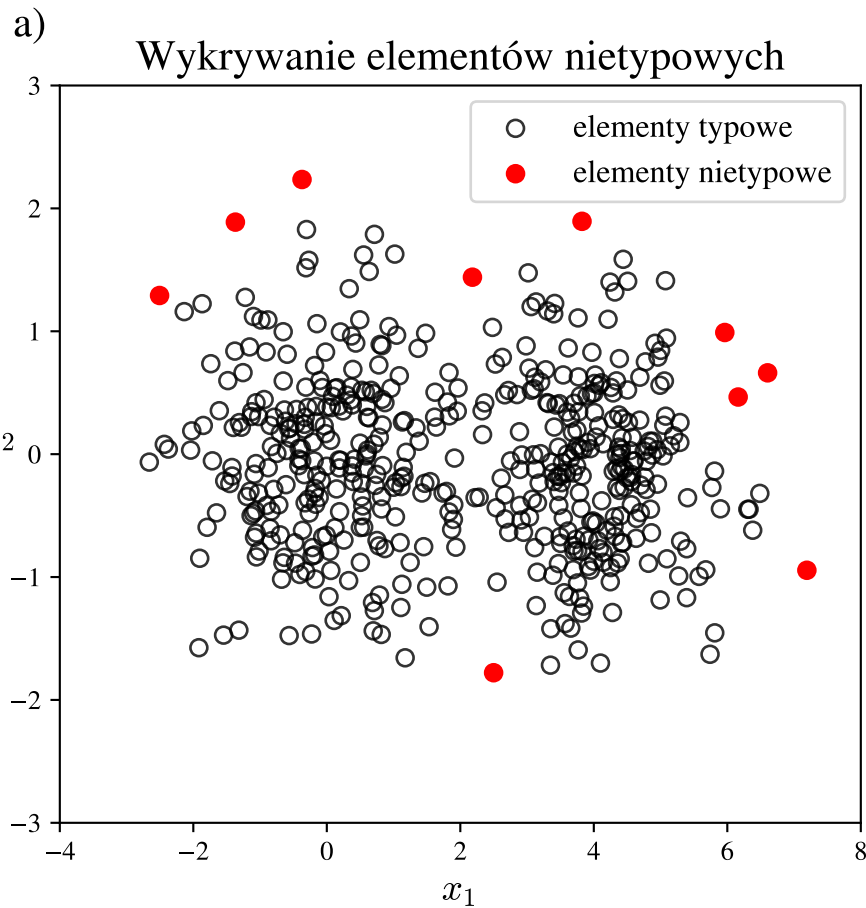 a)
Wykrywanie elementów nietypowych
elementy typowe
elementy nietypowe
3
2
1
2
0
−1
−2
−3
−4 −2 0 2 4 6 8
x₁